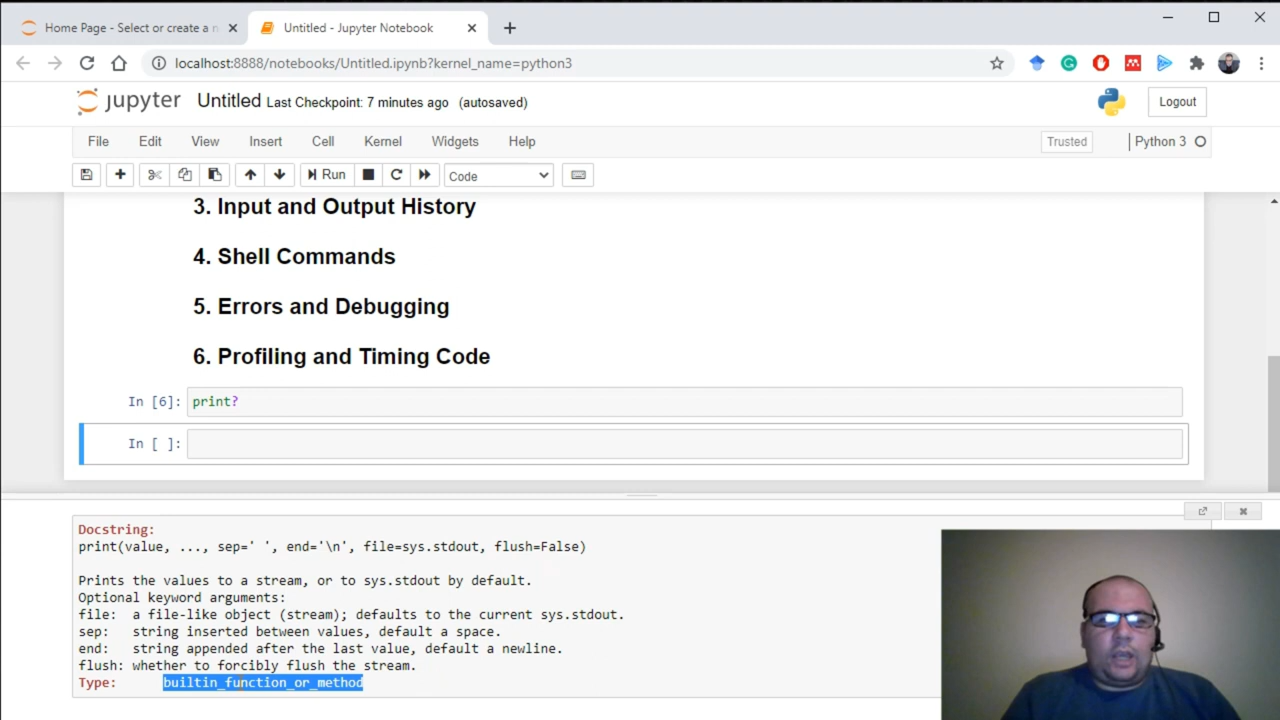 Home Page - Select or create a n
Untitled - Jupyter Notebook
localhost:8888/notebooks/Untitled.ipynb?kernel_name=python3
jupyter Untitled Last Checkpoint: 7 minutes ago (autosaved)
Logout
File Edit View Insert Cell Kernel Widgets Help
Trusted
Python 3
Run
Code
3. Input and Output History
4. Shell Commands
5. Errors and Debugging
6. Profiling and Timing Code
In [6]: print?
In [ ]:
Docstring:
print(value, ..., sep=' ', end='\n', file=sys.stdout, flush=False)
Prints the values to a stream, or to sys.stdout by default.
Optional keyword arguments:
file: a file-like object (stream); defaults to the current sys.stdout.
sep: string inserted between values, default a space.
end: string appended after the last value, default a newline.
flush: whether to forcibly flush the stream.
Type: builtin_function_or_method